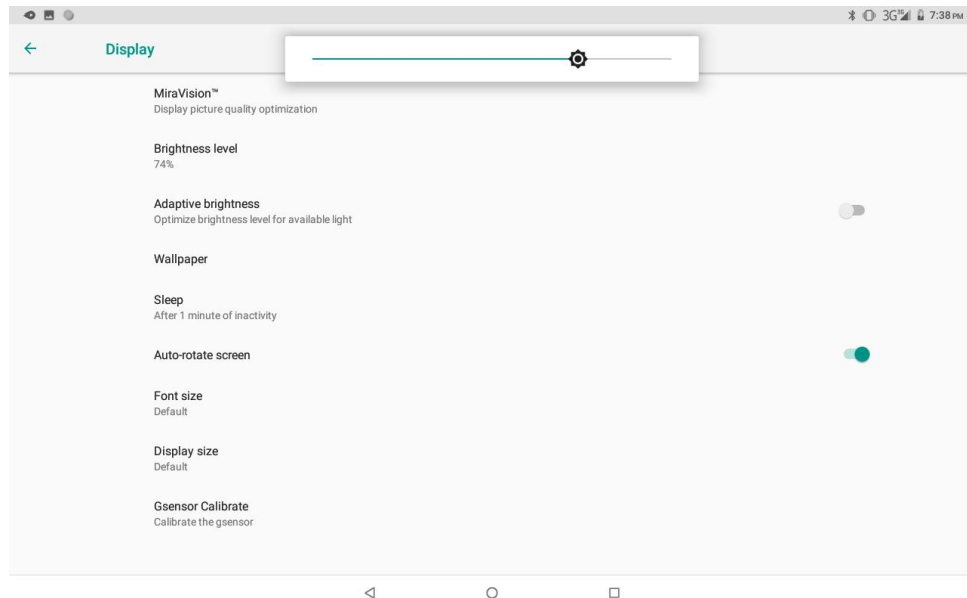 3G 3G 7:38 PM
Display
MiraVision™
Display picture quality optimization
Brightness level
74%
Adaptive brightness
Optimize brightness level for available light
Wallpaper
Sleep
After 1 minute of inactivity
Auto-rotate screen
Font size
Default
Display size
Default
Gsensor Calibrate
Calibrate the gsensor